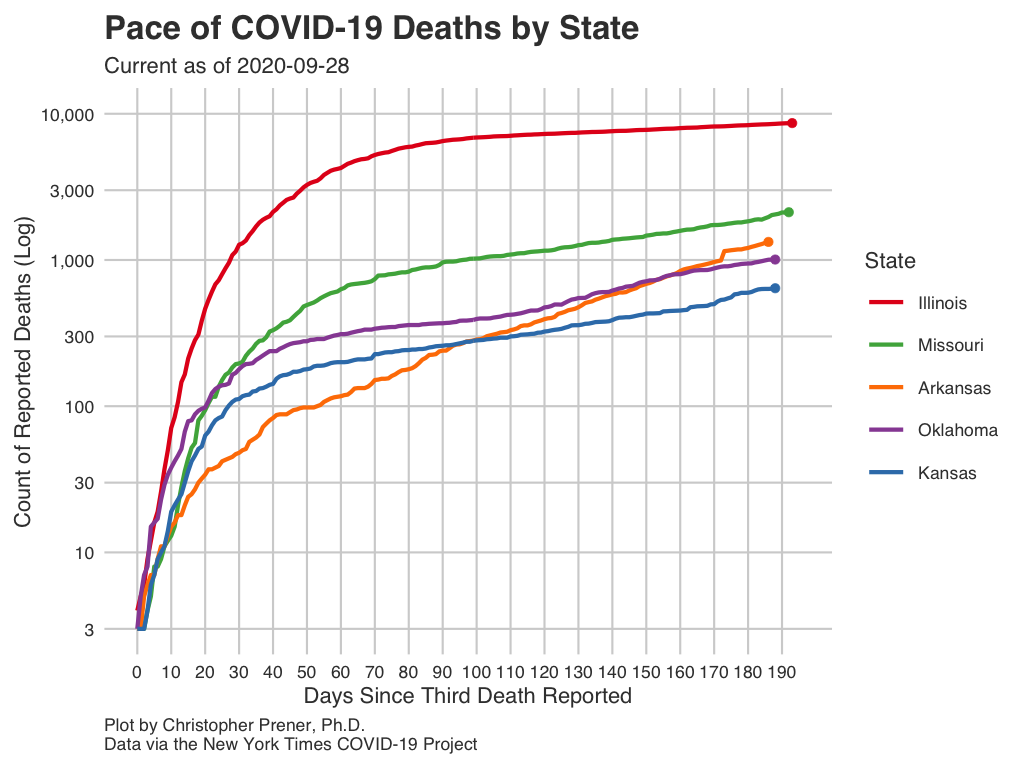 Pace of COVID-19 Deaths by State
Current as of 2020-09-28
Count of Reported Deaths (Log)
10,000
3,000
1,000
300
100
30
10
3
0 10 20 30 40 50 60 70 80 90 100 110 120 130 140 150 160 170 180 190
Days Since Third Death Reported
State
Illinois
Missouri
Arkansas
Oklahoma
Kansas
Plot by Christopher Prener, Ph.D.
Data via the New York Times COVID-19 Project